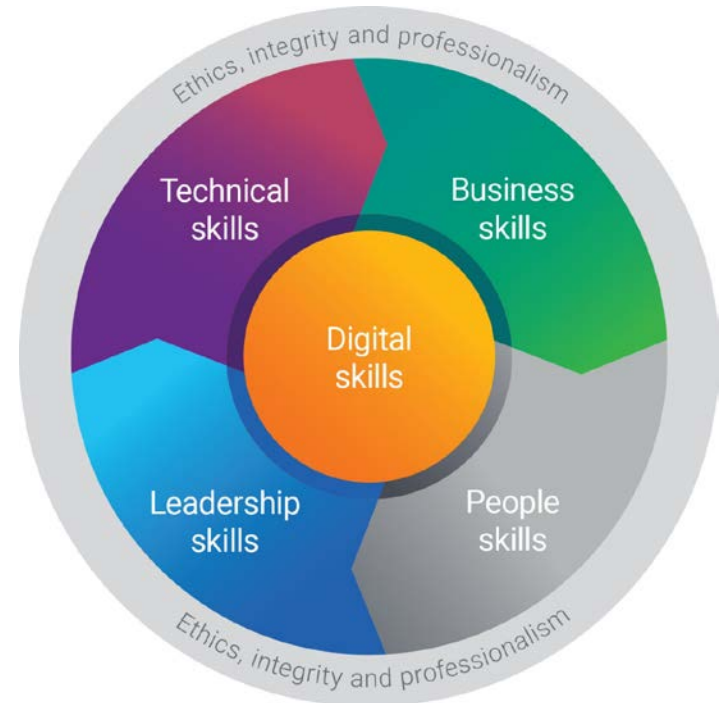 Ethics, integrity and professionalism
Technical
skills
Business
skills
Digital
skills
Leadership
skills
People
skills
Ethics, integrity and professionalism